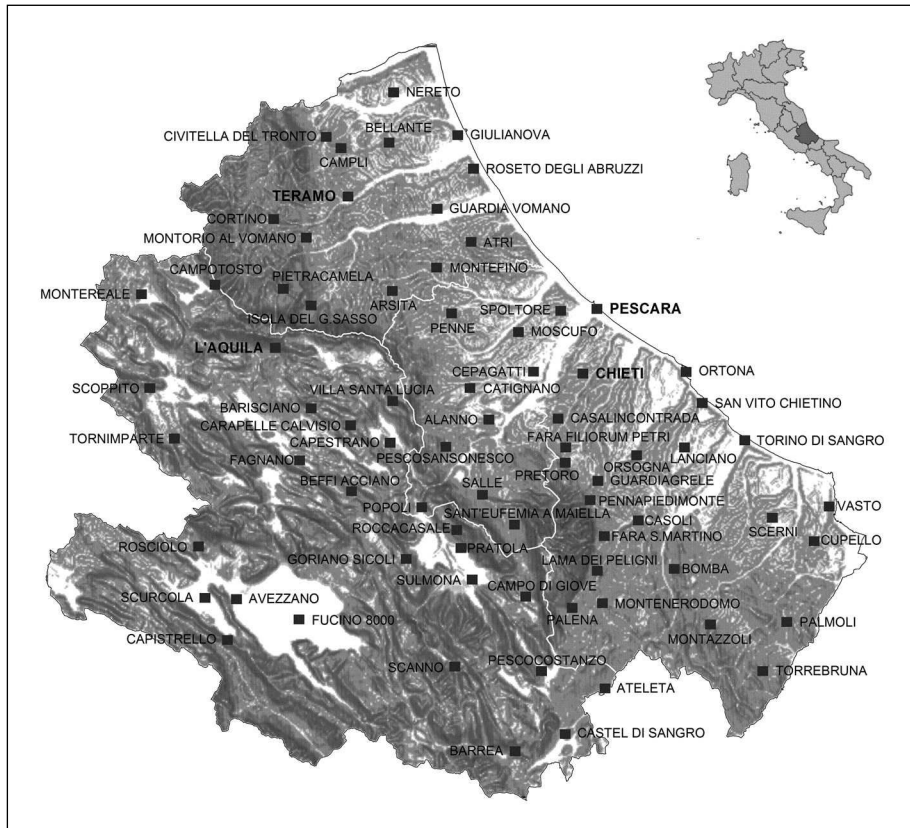 NERETO
CIVITELLA DEL TRONTO
BELLANTE
GIULIANOVA
CAMPLI
ROSETO DEGLI ABRUZZI
TERAMO
GUARDIA VOMANO
CORTINO
MONTORIO AL VOMANO
ATRI
CAMPOTOSTO
PIETRACAMELA
MONTEFINO
MONTEREALE
ARSITA
ISOLA DEL G.SASSO
PENNE
SPOLTORE
PESCARA
MOSCUFO
L'AQUILA
CEPAGATTI
CHIETI
ORTONA
SCOPPITO
VILLA SANTA LUCIA
CATIGNANO
BARISCIANO
SAN VITO CHIETINO
CARAPELLE CALVISIO
ALANNO
CASALINCONTRADA
TORNIMPARTE
CAPESTRANO
FARA FILIORUM PETRI
TORINO DI SANGRO
FAGNANO
PESCOSANSONESCO
LANCIANO
PRETORO
ORSOGNA
BEFFI ACCIANO
SALLE
GUARDIAGRELE
POPOLI
PENNAPIEDIMONTE
VASTO
SANT'EUFEMIA A MAIELLA
CASOLI
SCERNI
ROCCACASALE
FARA S.MARTINO
CUPELLO
ROSCIOLO
PRATOLA
GORIANO SICOLI
LAMA DEI PELIGNI
BOMBA
SULMONA
CAMPO DI GIOVE
SCURCOLA
AVEZZANO
MONTENERODOMO
FUCINO 8000
PALENA
MONTAZZOLI
PALMOLI
CAPISTRELLO
SCANNO
PESCOCOSTANZO
TORREBRUNA
ATELETA
CASTEL DI SANGRO
BARREA